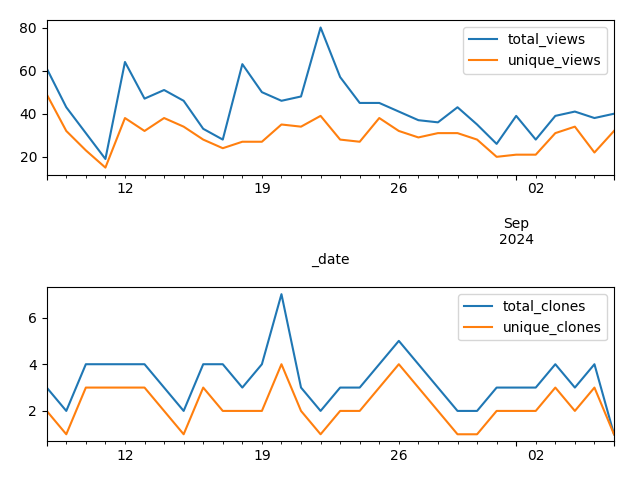 80
60
40
20
total_views
unique_views
12
19
26
02
Sep
2024
_date
6
4
2
total_clones
unique_clones
12
19
26
02